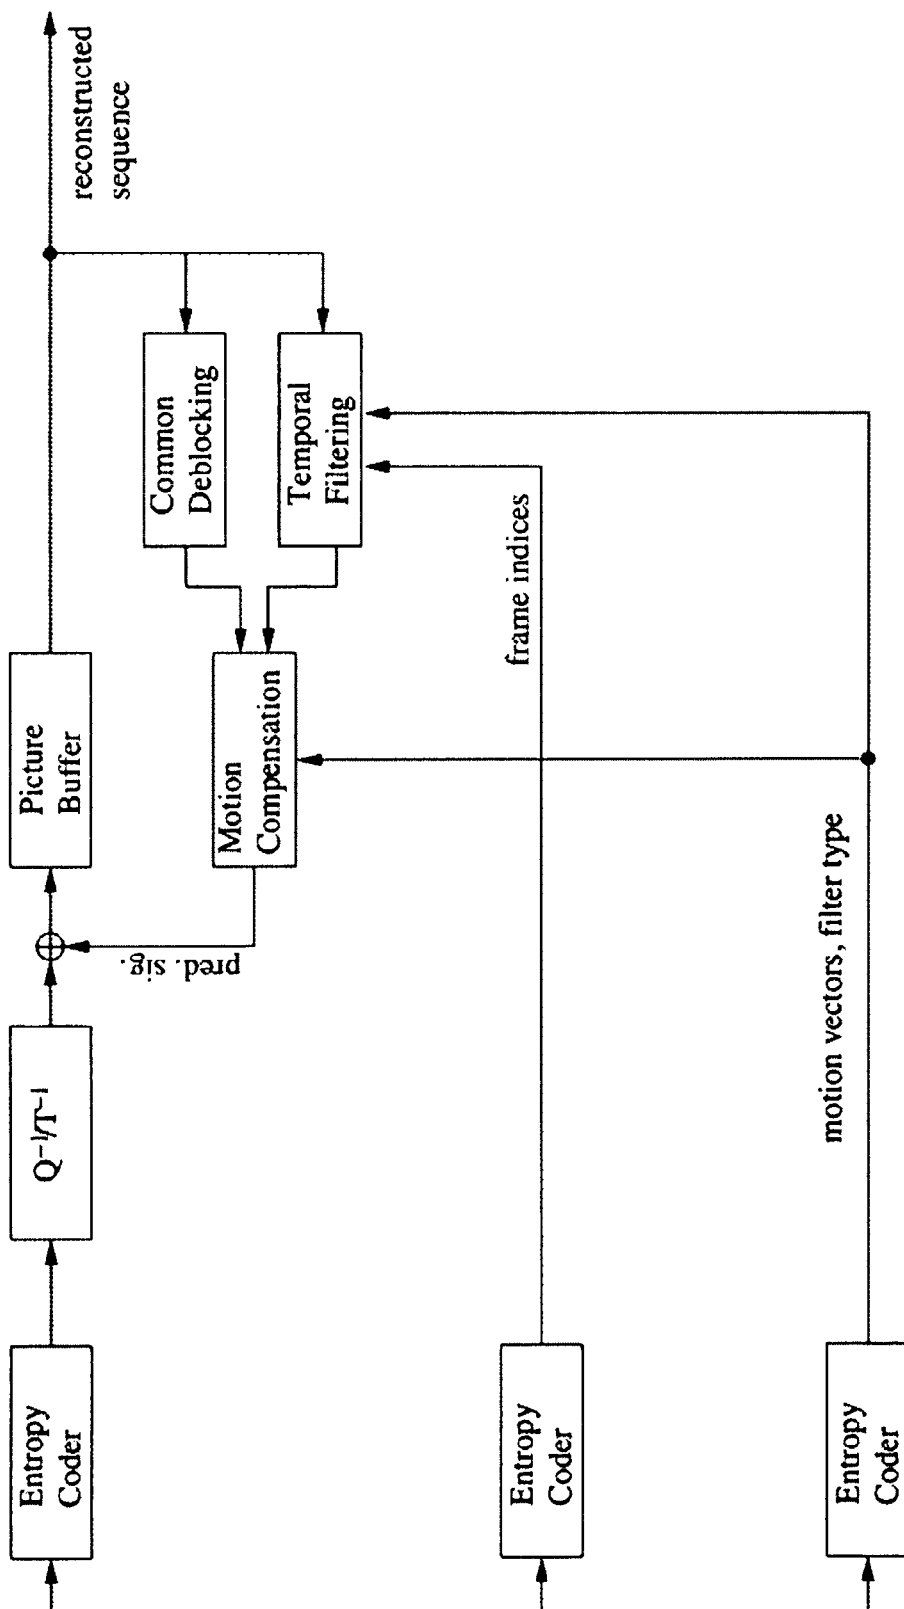 Entropy
Coder
Q⁻¹/T⁻¹
pred. sig.
Picture
Buffer
reconstructed
sequence
Motion
Compensation
Common
Deblocking
Temporal
Filtering
Entropy
Coder
frame indices
Entropy
Coder
motion vectors, filter type